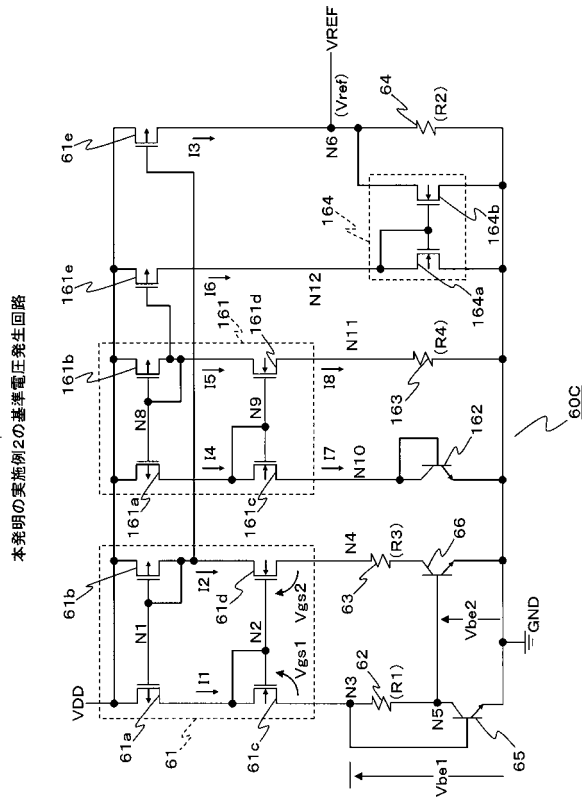 本発明の実施例2の基準電圧発生回路
VDD
61a
61b
161a
161b
161e
61e
N1
N8
I1
I2
I4
I5
I6
I3
161
161d
N2
N9
61
61c
61d
161c
Vgs1
Vgs2
I7
I8
N3
N4
N10
N11
N12
N6
(Vref)
VREF
62
(R1)
63
(R3)
163
(R4)
164
164a
164b
64
(R2)
N5
66
162
Vbe1
Vbe2
65
GND
60C